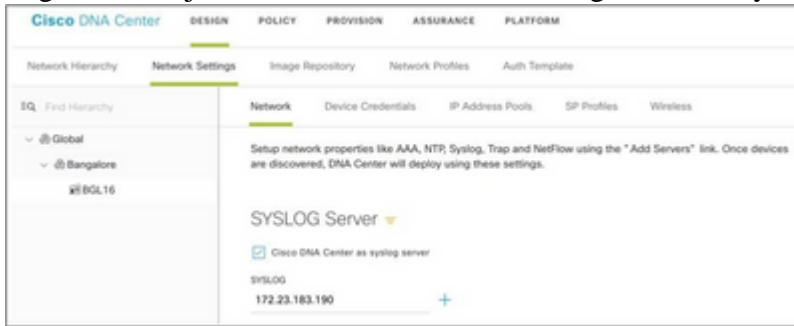 Cisco DNA Center DESIGN POLICY PROVISION ASSURANCE PLATFORM
Network Hierarchy Network Settings Image Repository Network Profiles Auth Template
EQ Find Hierarchy
Network Device Credentials IP Address Pools SP Profiles Wireless
Global
Bangalore
BGL16
Setup network properties like AAA, NTP, Syslog, Trap and NetFlow using the "Add Servers" link. Once devices
are discovered, DNA Center will deploy using these settings.
SYSLOG Server
Cisco DNA Center as syslog server
SYSLOG
172.23.183.190